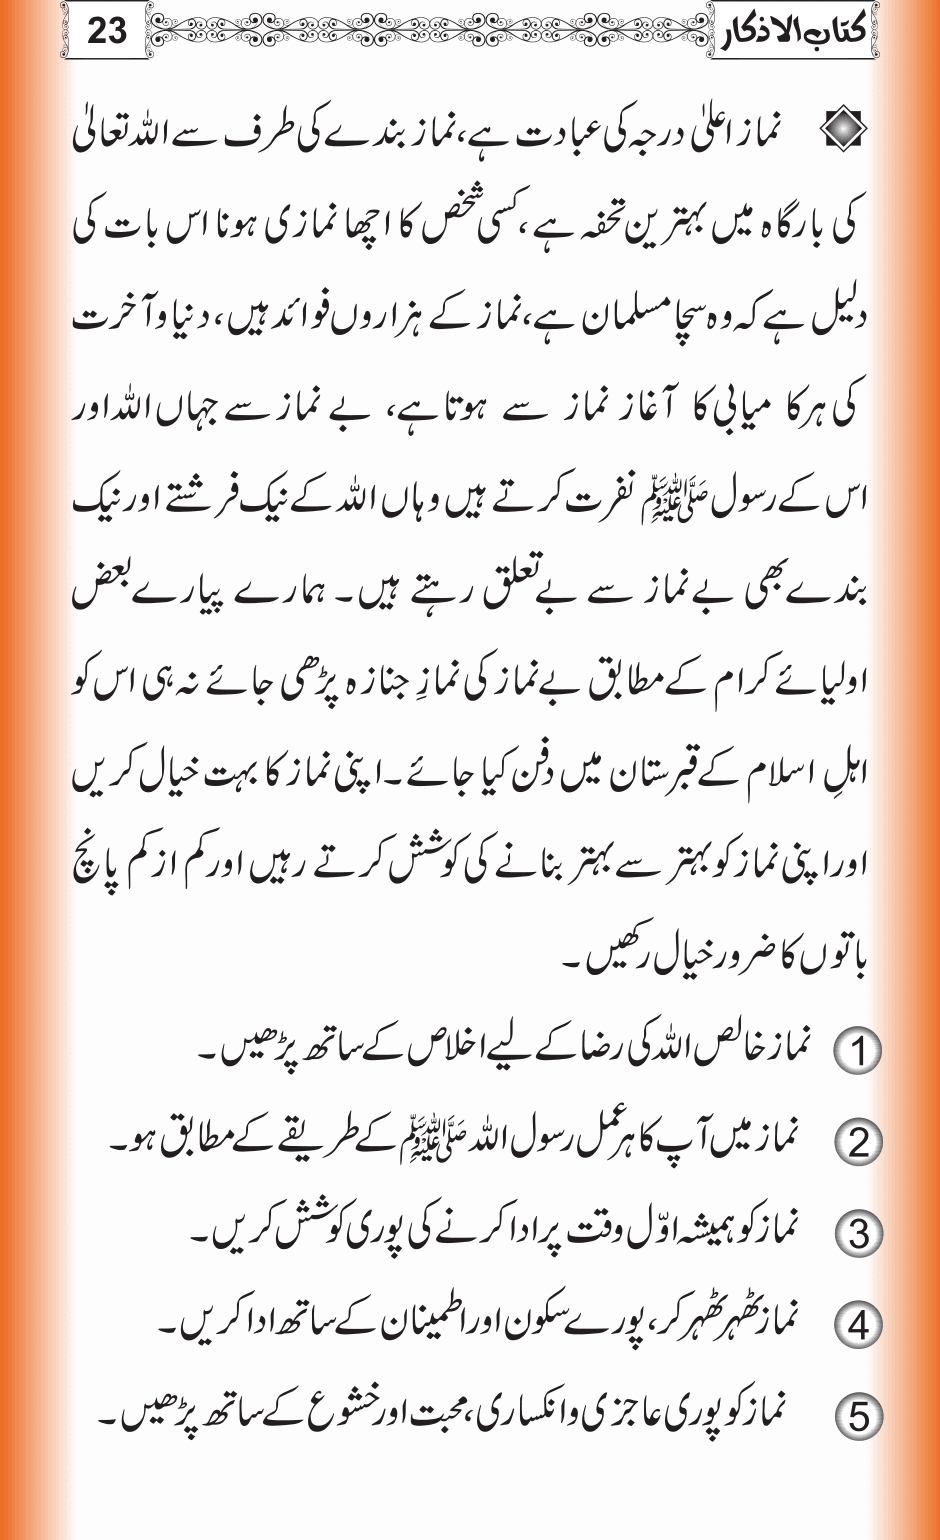 کتاب الاذکار
23
نماز اعلیٰ درجہ کی عبادت ہے، نماز بندے کی طرف سے اللہ تعالیٰ
کی بارگاہ میں بہترین تحفہ ہے، کسی شخص کا اچھا نمازی ہونا اس بات کی
دلیل ہے کہ وہ سچا مسلمان ہے، نماز کے ہزاروں فوائد ہیں، دنیا و آخرت
کی ہر کامیابی کا آغاز نماز سے ہوتا ہے، بے نماز سے جہاں اللہ اور
اس کے رسول ﷺ نفرت کرتے ہیں وہاں اللہ کے نیک فرشتے اور نیک
بندے بھی بے نماز سے بے تعلق رہتے ہیں۔ ہمارے پیارے بعض
اولیائے کرام کے مطابق بے نماز کی نمازِ جنازہ پڑھی جائے نہ ہی اس کو
اہلِ اسلام کے قبرستان میں دفن کیا جائے۔ اپنی نماز کا بہت خیال کریں
اور اپنی نماز کو بہتر سے بہتر بنانے کی کوشش کرتے رہیں اور کم از کم پانچ
باتوں کا ضرور خیال رکھیں۔
1 نماز خالص اللہ کی رضا کے لیے اخلاص کے ساتھ پڑھیں۔
2 نماز میں آپ کا ہر عمل رسول اللہ ﷺ کے طریقے کے مطابق ہو۔
3 نماز کو ہمیشہ اوّل وقت پر ادا کرنے کی پوری کوشش کریں۔
4 نماز ٹھہر ٹھہر کر، پورے سکون اور اطمینان کے ساتھ ادا کریں۔
5 نماز کو پوری عاجزی و انکساری، محبت اور خشوع کے ساتھ پڑھیں۔